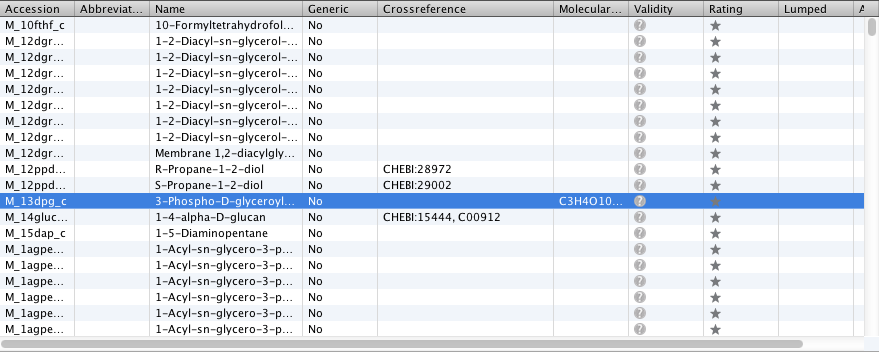 Accession Abbreviat... Name Generic Crossreference Molecular... Validity Rating Lumped A
M_10fthf_c 10-Formyltetrahydrofol... No ?
M_12dgr... 1-2-Diacyl-sn-glycerol-... No ?
M_12dgr... 1-2-Diacyl-sn-glycerol-... No ?
M_12dgr... 1-2-Diacyl-sn-glycerol-... No ?
M_12dgr... 1-2-Diacyl-sn-glycerol-... No ?
M_12dgr... 1-2-Diacyl-sn-glycerol-... No ?
M_12dgr... 1-2-Diacyl-sn-glycerol-... No ?
M_12dgr... 1-2-Diacyl-sn-glycerol-... No ?
M_12dgr... Membrane 1,2-diacylgly... No ?
M_12ppd... R-Propane-1-2-diol No CHEBI:28972 ?
M_12ppd... S-Propane-1-2-diol No CHEBI:29002 ?
M_13dpg_c 3-Phospho-D-glyceroyl... No C3H4O10... ?
M_14gluc... 1-4-alpha-D-glucan No CHEBI:15444, C00912 ?
M_15dap_c 1-5-Diaminopentane No ?
M_1agpe... 1-Acyl-sn-glycero-3-p... No ?
M_1agpe... 1-Acyl-sn-glycero-3-p... No ?
M_1agpe... 1-Acyl-sn-glycero-3-p... No ?
M_1agpe... 1-Acyl-sn-glycero-3-p... No ?
M_1agpe... 1-Acyl-sn-glycero-3-p... No ?
M_1agpe... 1-Acyl-sn-glycero-3-p... No ?